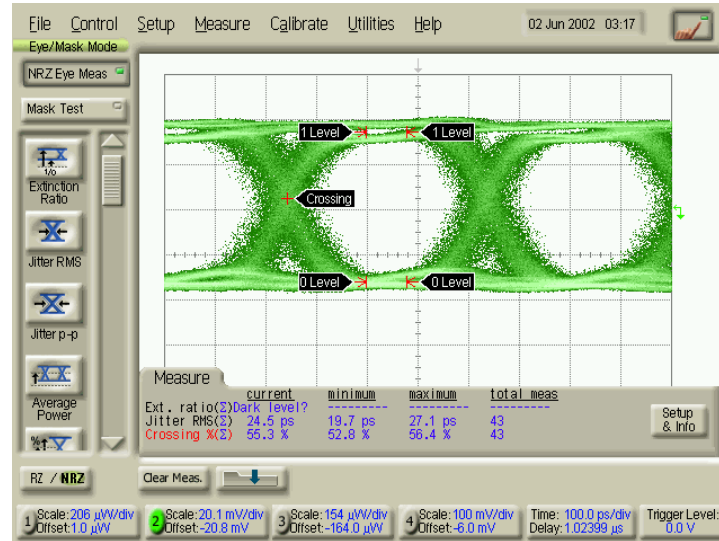 File Control Setup Measure Calibrate Utilities Help 02 Jun 2002 03:17
Eye/Mask Mode
NRZ Eye Meas
Mask Test
1/0
Extinction
Ratio
Jitter RMS
Jitter p-p
Average
Power
%
1 Level 1 Level
Crossing
0 Level 0 Level
Measure
current minimum maximum total meas
Ext. ratio(Σ)Dark level? --------- --------- ---------
Jitter RMS(Σ) 24.5 ps 19.7 ps 27.1 ps 43
Crossing %(Σ) 55.3 % 52.8 % 56.4 % 43
Setup
& Info
RZ / NRZ
Clear Meas.
1 Scale:206 µW/div
Offset:1.0 µW
2 Scale:20.1 mV/div
Offset:-20.8 mV
3 Scale:154 µW/div
Offset:-164.0 µW
4 Scale:100 mV/div
Offset:-6.0 mV
Time: 100.0 ps/div
Delay:1.02399 µs
Trigger Level:
0.0 V